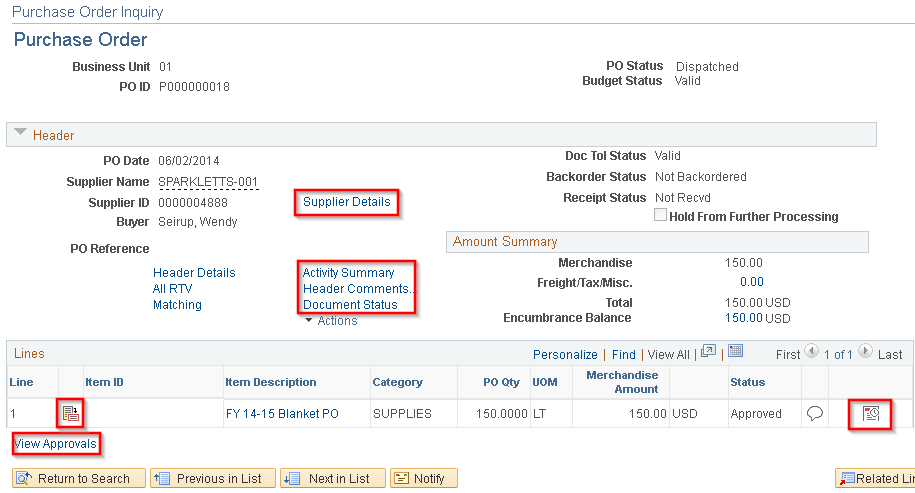 Purchase Order Inquiry
Purchase Order
Business Unit 01 PO Status Dispatched
PO ID P000000018 Budget Status Valid
Header
PO Date 06/02/2014 Doc Tol Status Valid
Supplier Name SPARKLETTS-001 Backorder Status Not Backordered
Supplier ID 0000004888 Supplier Details Receipt Status Not Recvd
Buyer Seirup, Wendy Hold From Further Processing
PO Reference Amount Summary
Header Details Activity Summary Merchandise 150.00
All RTV Header Comments... Freight/Tax/Misc. 0.00
Matching Document Status Total 150.00 USD
Actions Encumbrance Balance 150.00 USD
Lines Personalize | Find | View All | | First 1 of 1 Last
Line Item ID Item Description Category PO Qty UOM Merchandise Amount Status
1 FY 14-15 Blanket PO SUPPLIES 150.0000 LT 150.00 USD Approved
View Approvals
Return to Search Previous in List Next in List Notify Related Lin